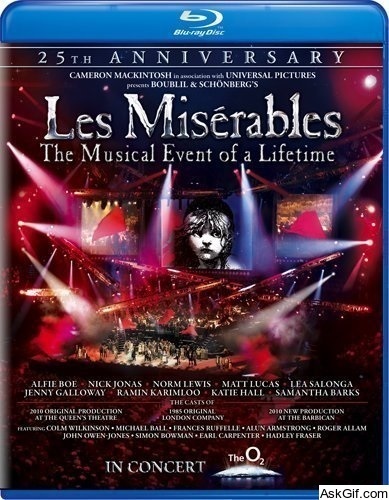 Blu-ray Disc
25TH ANNIVERSARY
CAMERON MACKINTOSH in association with UNIVERSAL PICTURES
presents BOUBLIL & SCHÖNBERG'S
Les Misérables
The Musical Event of a Lifetime
ALFIE BOE • NICK JONAS • NORM LEWIS • MATT LUCAS • LEA SALONGA
JENNY GALLOWAY • RAMIN KARIMLOO • KATIE HALL • SAMANTHA BARKS
THE CASTS OF
2010 ORIGINAL PRODUCTION AT THE QUEEN'S THEATRE
1985 ORIGINAL LONDON COMPANY
2010 NEW PRODUCTION AT THE BARBICAN
FEATURING COLM WILKINSON • MICHAEL BALL • FRANCES RUFFELLE • ALUN ARMSTRONG • ROGER ALLAM
JOHN OWEN-JONES • SIMON BOWMAN • EARL CARPENTER • HADLEY FRASER
IN CONCERT The O2
AskGif.com